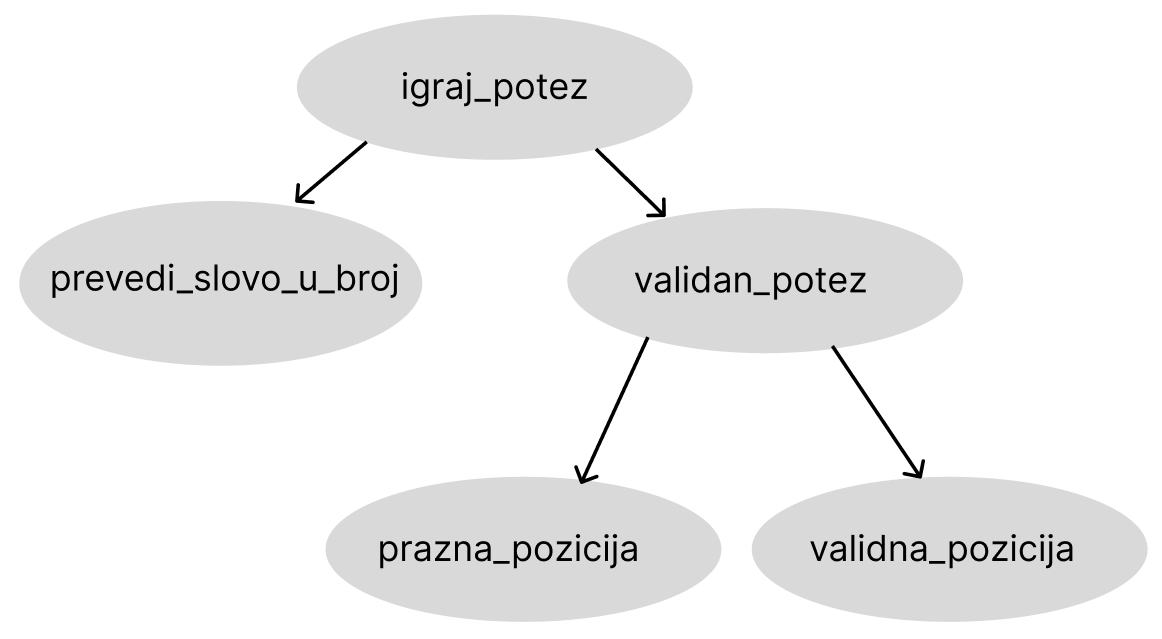 igraj_potez
prevedi_slovo_u_broj
validan_potez
prazna_pozicija
validna_pozicija